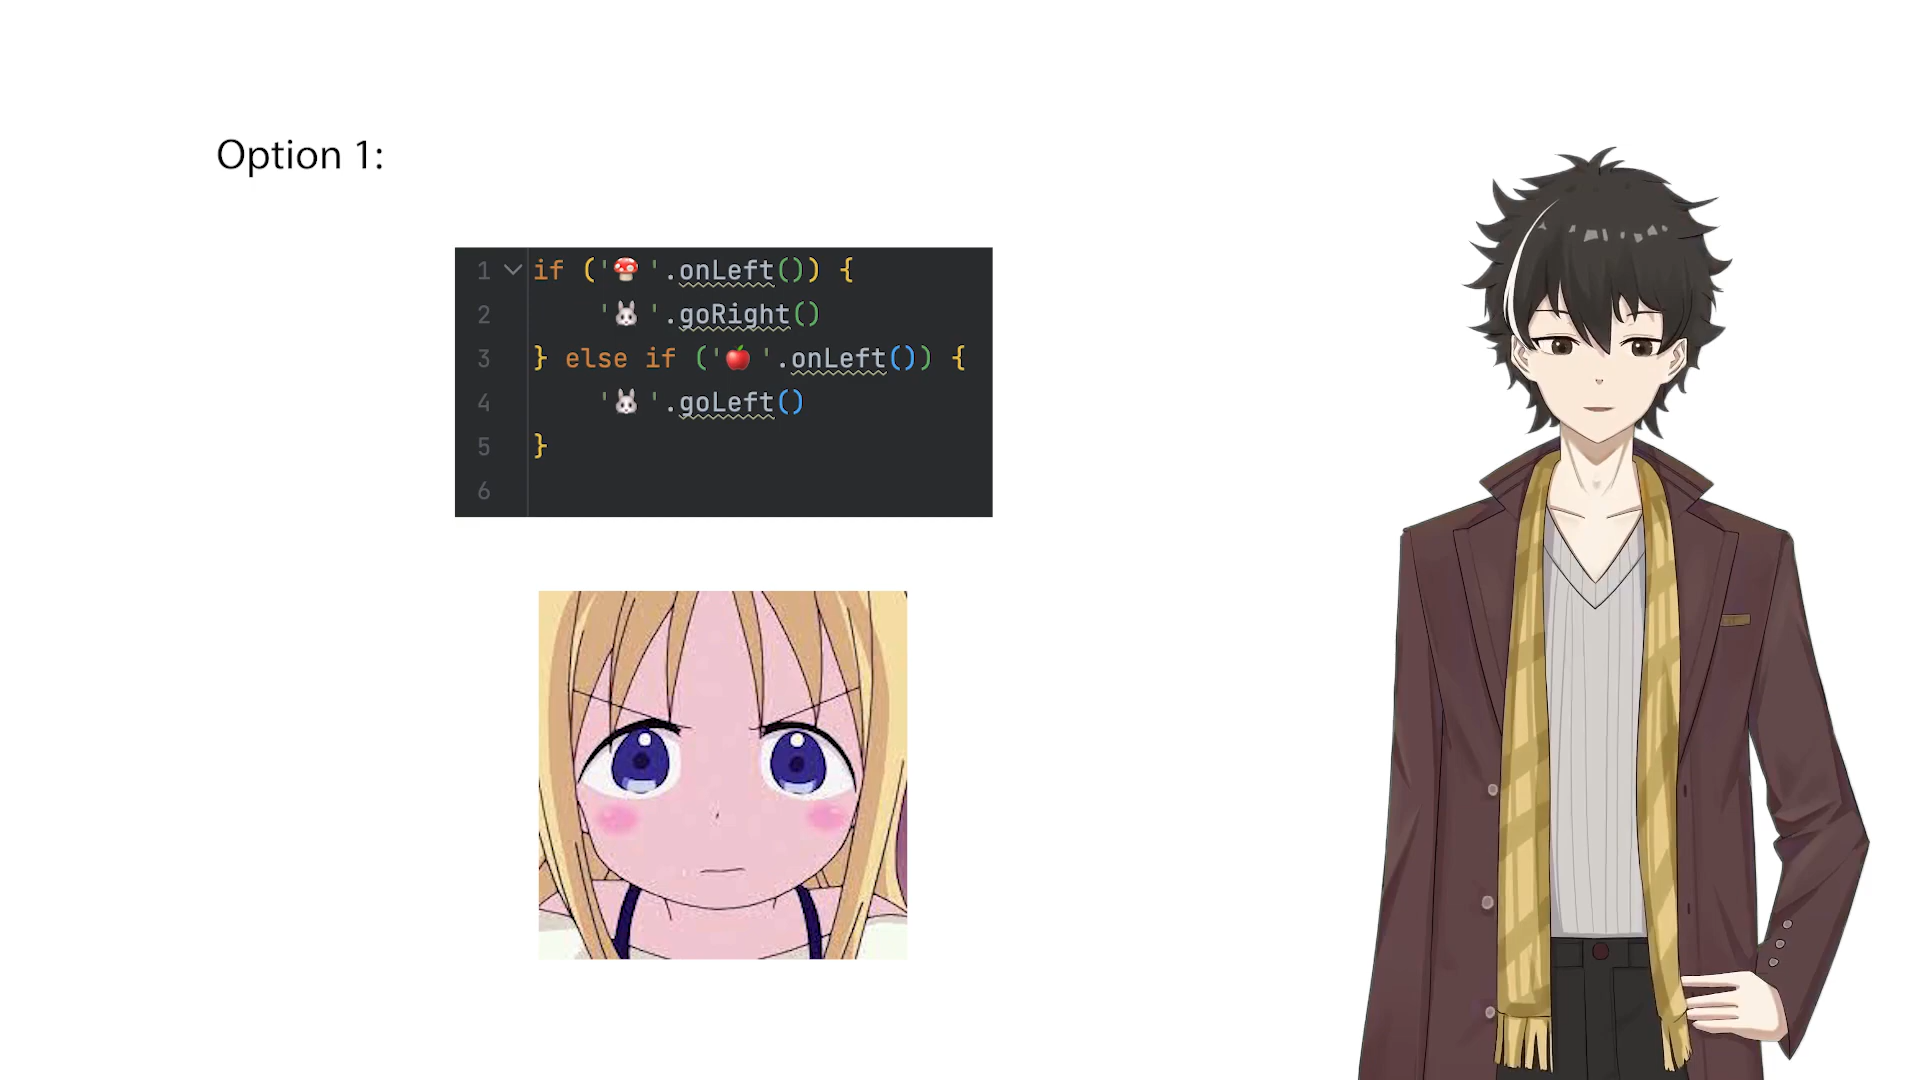 Option 1:
1 if ('🍄'.onLeft()) {
2 '🐰'.goRight()
3 } else if ('🍎'.onLeft()) {
4 '🐰'.goLeft()
5 }
6